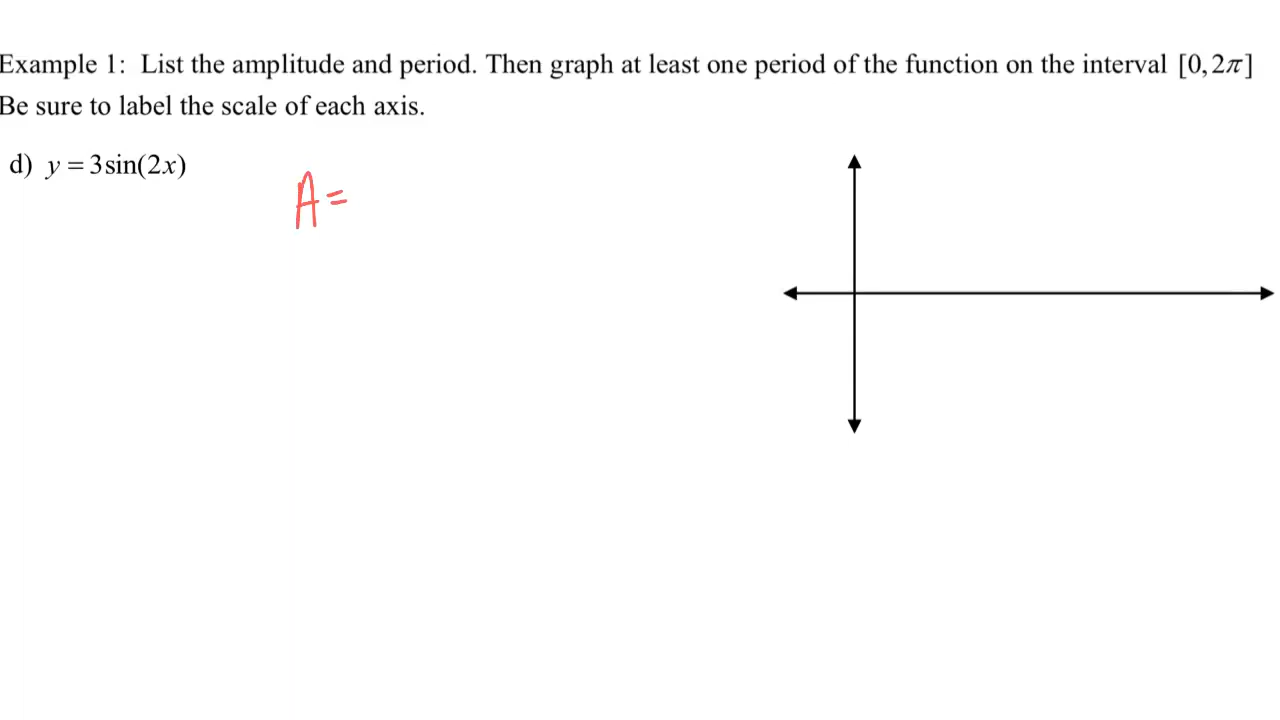 Example 1:  List the amplitude and period. Then graph at least one period of the function on the interval [0, 2π]
Be sure to label the scale of each axis.
d) y = 3sin(2x)
A=